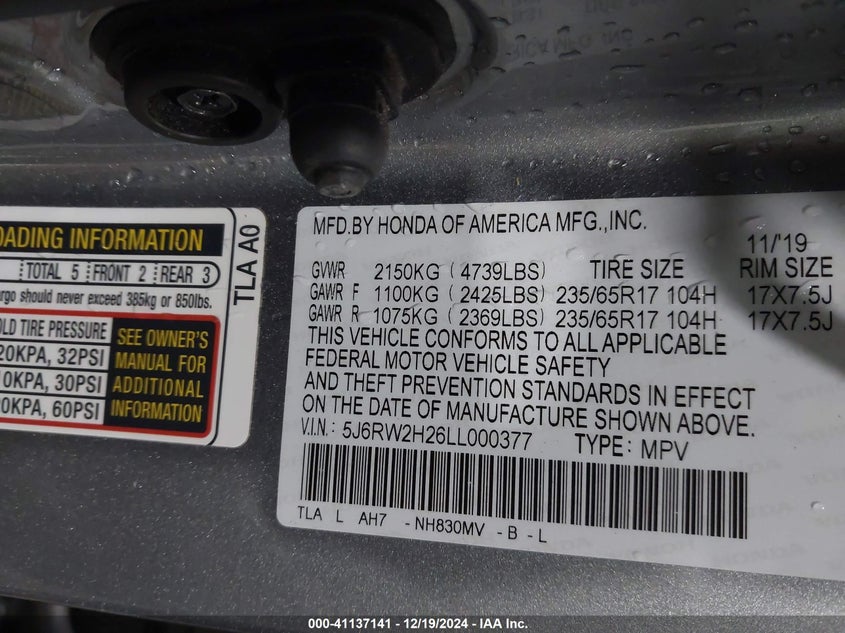 OADING INFORMATION
TOTAL 5 FRONT 2 REAR 3
rgo should never exceed 385kg or 850lbs.
OLD TIRE PRESSURE
20KPA, 32PSI
10KPA, 30PSI
20KPA, 60PSI
SEE OWNER'S
MANUAL FOR
ADDITIONAL
INFORMATION
TLA A0
MFD.BY HONDA OF AMERICA MFG.,INC.
11/'19
GVWR 2150KG (4739LBS) TIRE SIZE RIM SIZE
GAWR F 1100KG (2425LBS) 235/65R17 104H 17X7.5J
GAWR R 1075KG (2369LBS) 235/65R17 104H 17X7.5J
THIS VEHICLE CONFORMS TO ALL APPLICABLE
FEDERAL MOTOR VEHICLE SAFETY
AND THEFT PREVENTION STANDARDS IN EFFECT
ON THE DATE OF MANUFACTURE SHOWN ABOVE.
V.I.N.: 5J6RW2H26LL000377 TYPE: MPV
TLA L AH7 -NH830MV -B-L
000-41137141 - 12/19/2024 - IAA Inc.